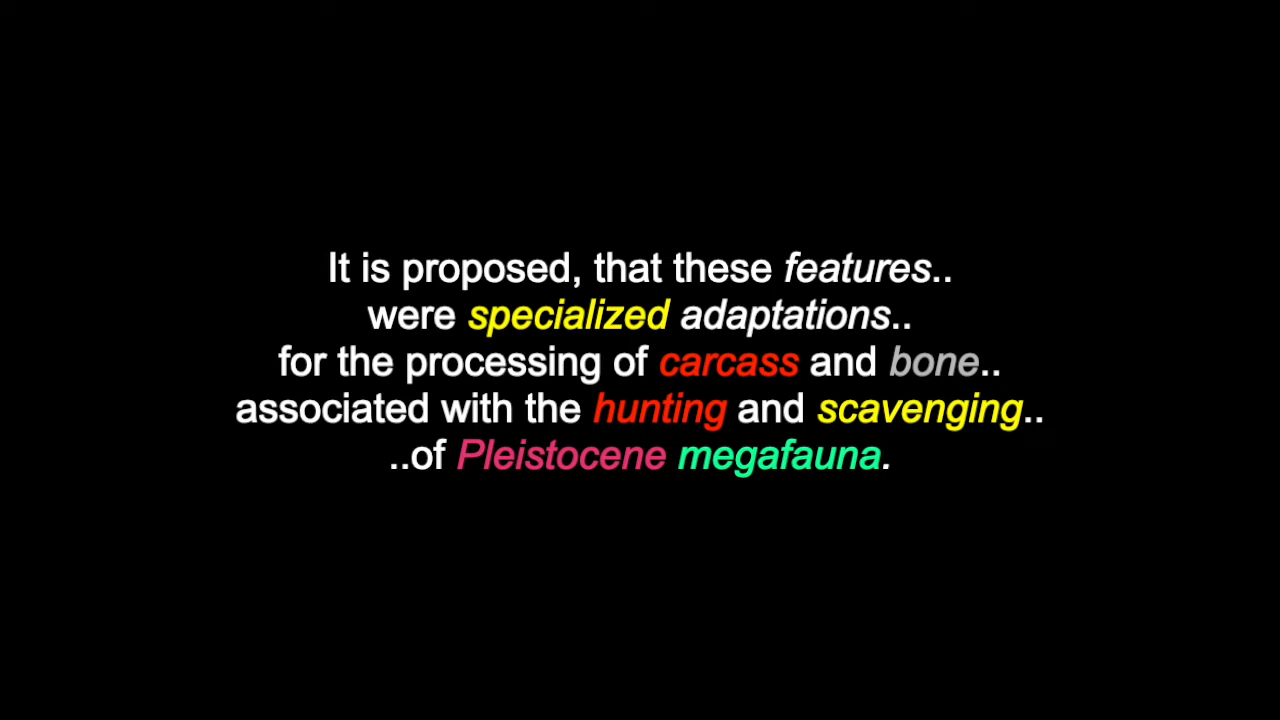 It is proposed, that these features..
were specialized adaptations..
for the processing of carcass and bone..
associated with the hunting and scavenging..
..of Pleistocene megafauna.